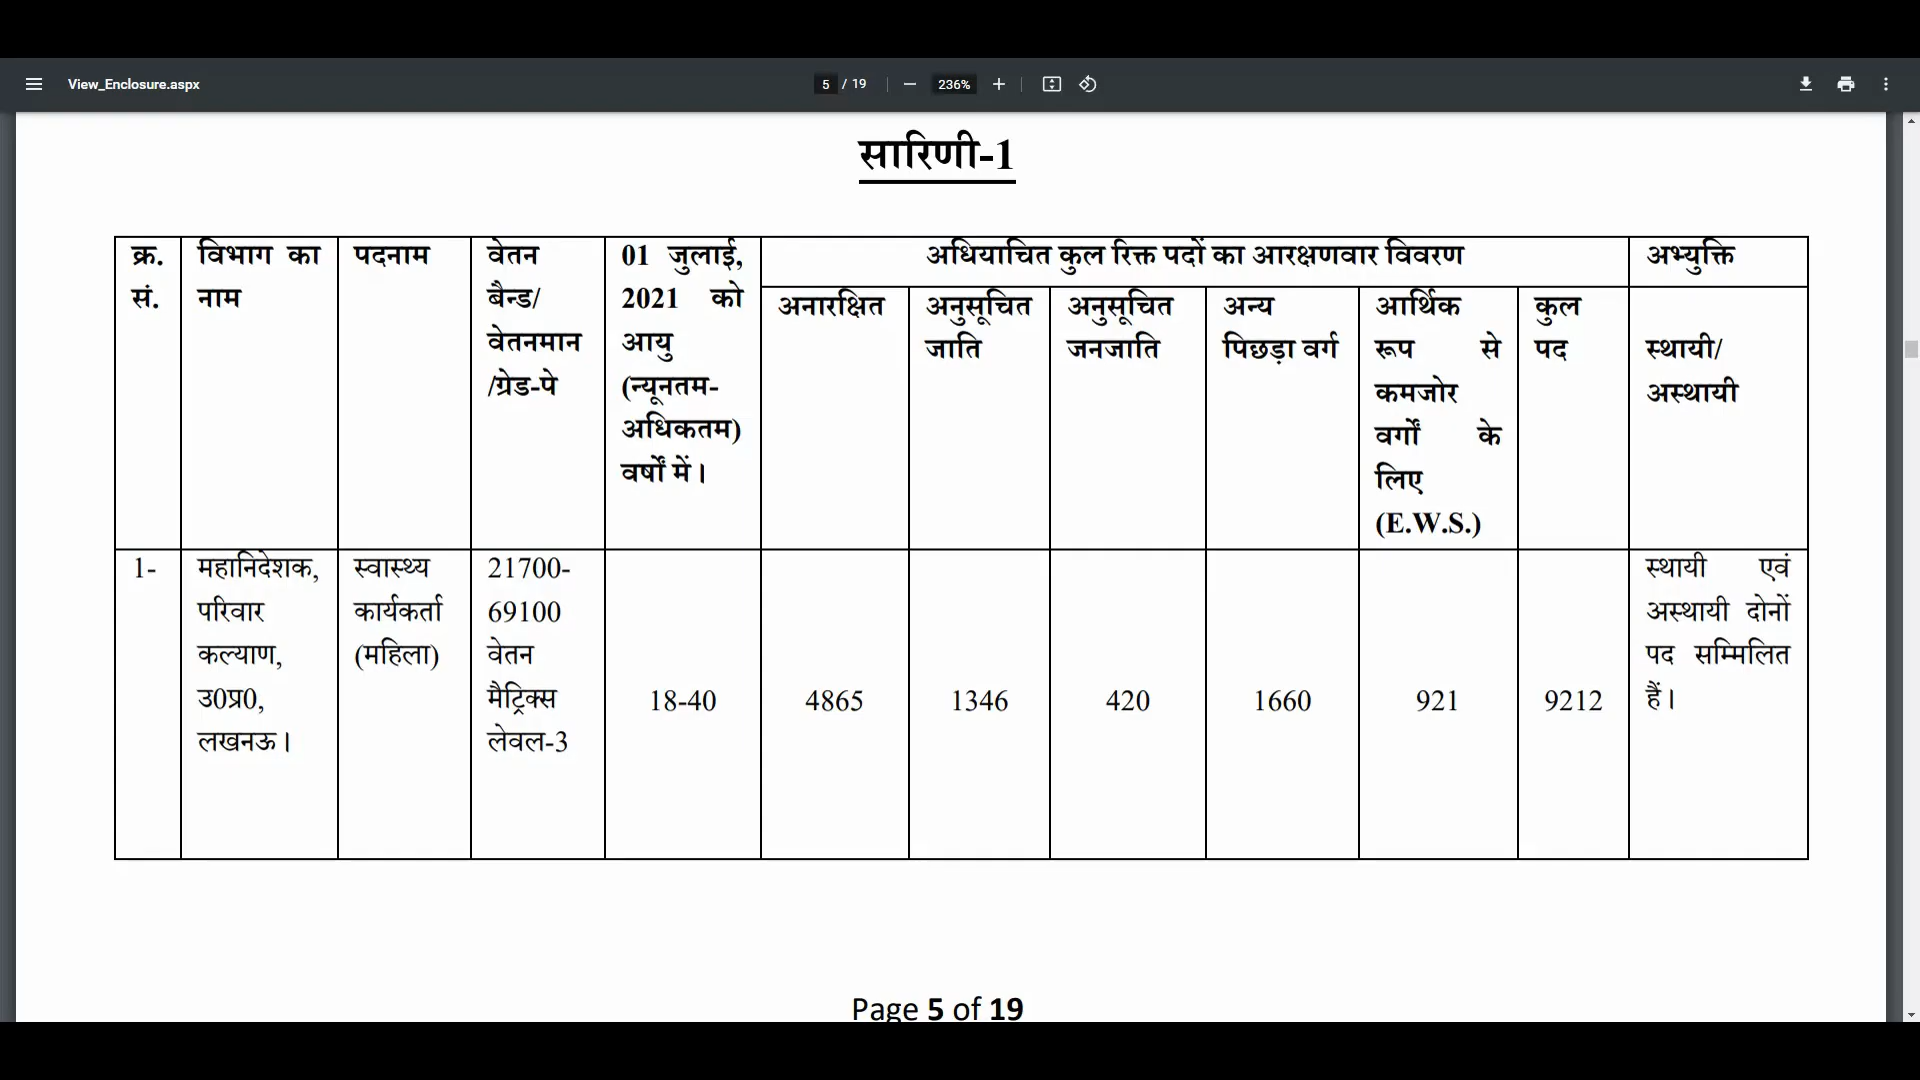 View_Enclosure.aspx
5 / 19
236%
सारिणी-1
क्र. सं.
विभाग का नाम
पदनाम
वेतन बैन्ड/ वेतनमान /ग्रेड-पे
01 जुलाई, 2021 को आयु (न्यूनतम- अधिकतम) वर्षों में।
अधियाचित कुल रिक्त पदों का आरक्षणवार विवरण
अभ्युक्ति
अनारक्षित
अनुसूचित जाति
अनुसूचित जनजाति
अन्य पिछड़ा वर्ग
आर्थिक रूप से कमजोर वर्गों के लिए (E.W.S.)
कुल पद
स्थायी/ अस्थायी
1-
महानिदेशक, परिवार कल्याण, उ0प्र0, लखनऊ।
स्वास्थ्य कार्यकर्ता (महिला)
21700- 69100 वेतन मैट्रिक्स लेवल-3
18-40
4865
1346
420
1660
921
9212
स्थायी एवं अस्थायी दोनों पद सम्मिलित हैं।
Page 5 of 19